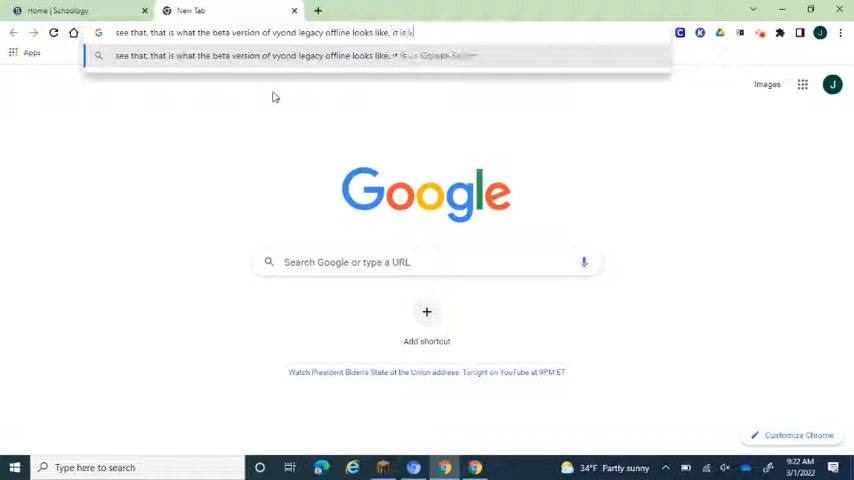 Home | Schoology
New Tab
see that, that is what the beta version of vyond legacy offline looks like, it is
Apps
see that, that is what the beta version of vyond legacy offline looks like, it is
Images
J
Google
Search Google or type a URL
Add shortcut
Watch President Biden's State of the Union address Tonight on YouTube at 9PM ET
Customize Chrome
Type here to search
34°F Partly sunny
9:22 AM
3/1/2022